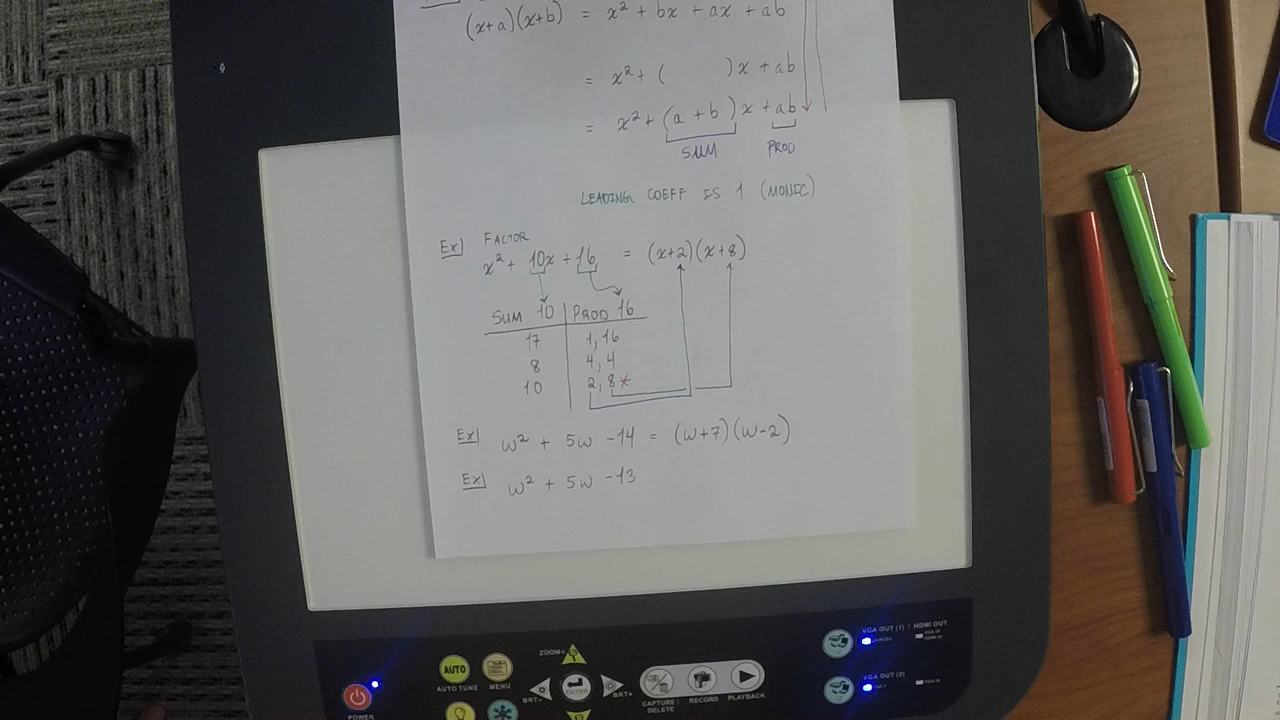 (x+a)(x+b) = x² + bx + ax + ab
= x² + ( )x + ab
= x² + (a + b)x + ab
SUM PROD
LEADING COEFF IS 1 (MONIC)
Ex] FACTOR
x² + 10x + 16 = (x+2)(x+8)
SUM 10 | PROD 16
17 | 1, 16
8 | 4, 4
10 | 2, 8*
Ex] w² + 5w -14 = (w+7)(w-2)
Ex] w² + 5w -13
ZOOM+
AUTO
AUTO TUNE
MENU
BRT-
ENTER
BRT+
CAPTURE / DELETE
RECORD
PLAYBACK
POWER
VGA OUT (1) / HDMI OUT
VGA OUT (2)